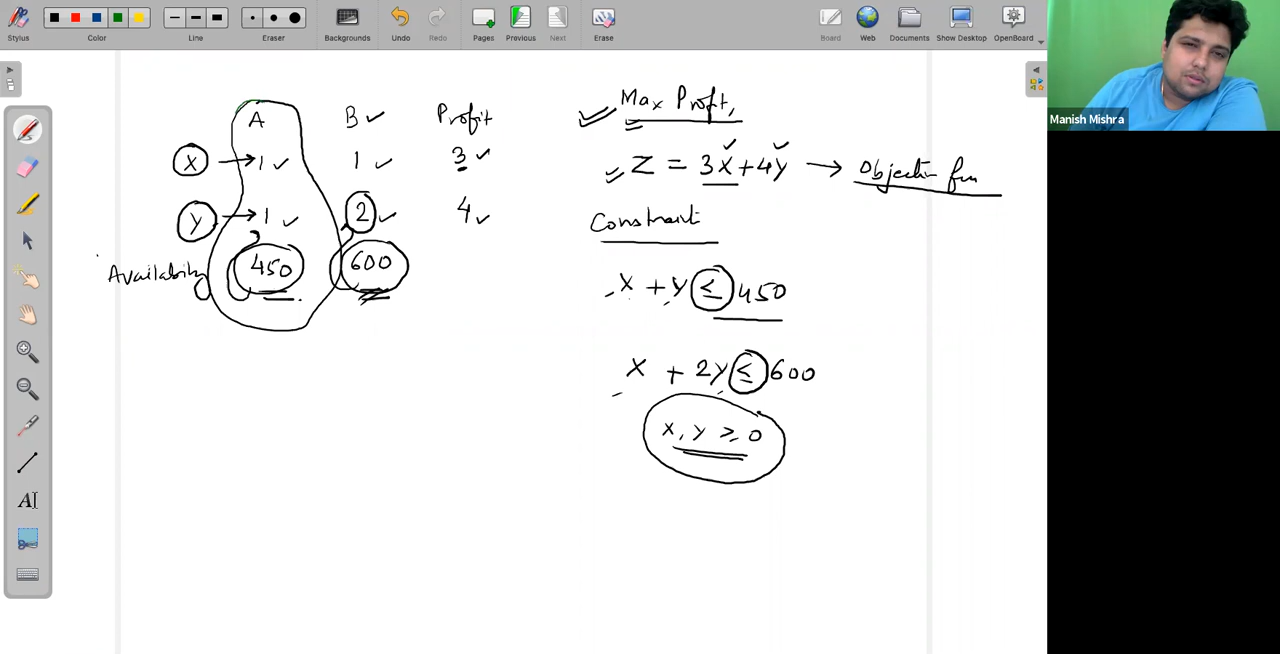 Stylus
Color
Line
Eraser
Backgrounds
Undo
Redo
Pages
Previous
Next
Erase
Board
Web
Documents
Show Desktop
OpenBoard
Manish Mishra
A B Profit
X → 1 1 3
y → 1 2 4
Availability 450 600
Max Profit,
Z = 3x + 4y → Objective fun
Constraint
x + y ≤ 450
x + 2y ≤ 600
x, y ≥ 0
AI